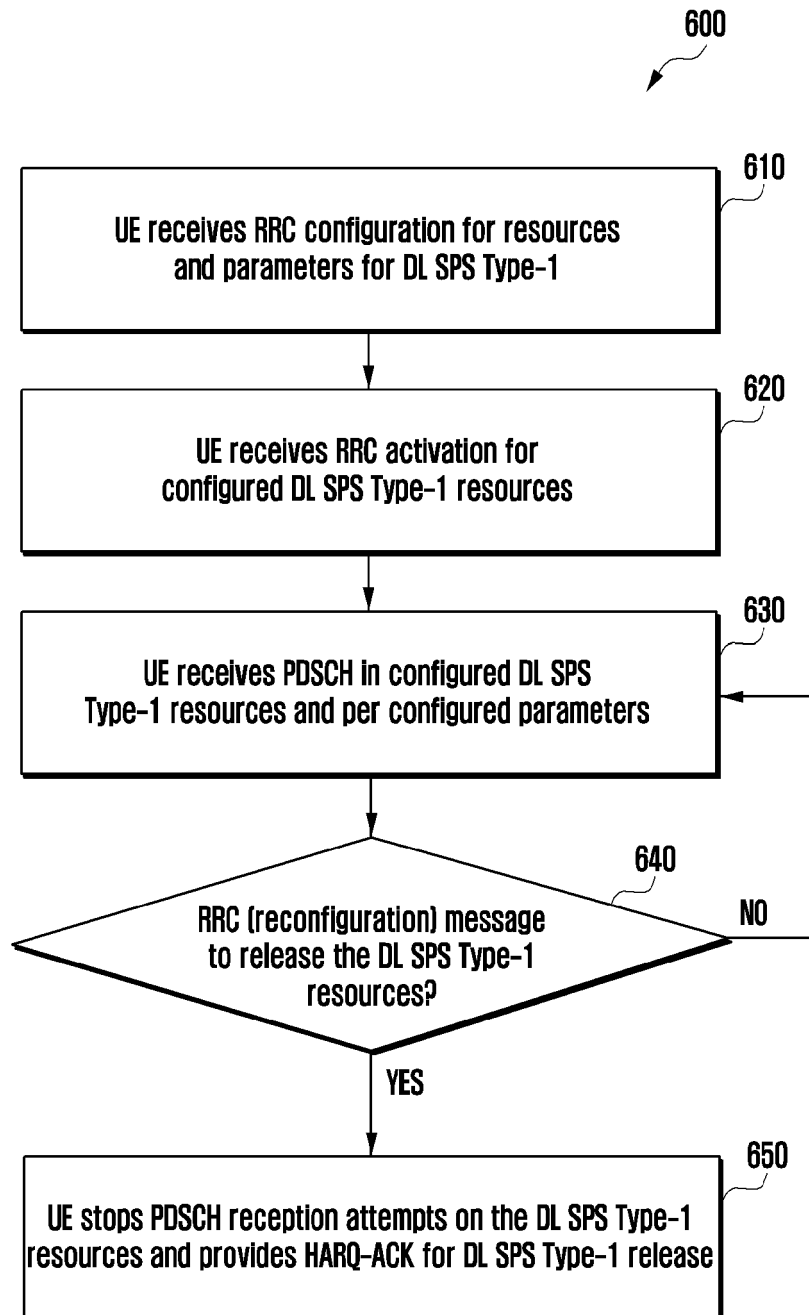 600
610
UE receives RRC configuration for resources
and parameters for DL SPS Type-1
620
UE receives RRC activation for
configured DL SPS Type-1 resources
630
UE receives PDSCH in configured DL SPS
Type-1 resources and per configured parameters
640
RRC (reconfiguration) message
to release the DL SPS Type-1
resources?
NO
YES
650
UE stops PDSCH reception attempts on the DL SPS Type-1
resources and provides HARQ-ACK for DL SPS Type-1 release